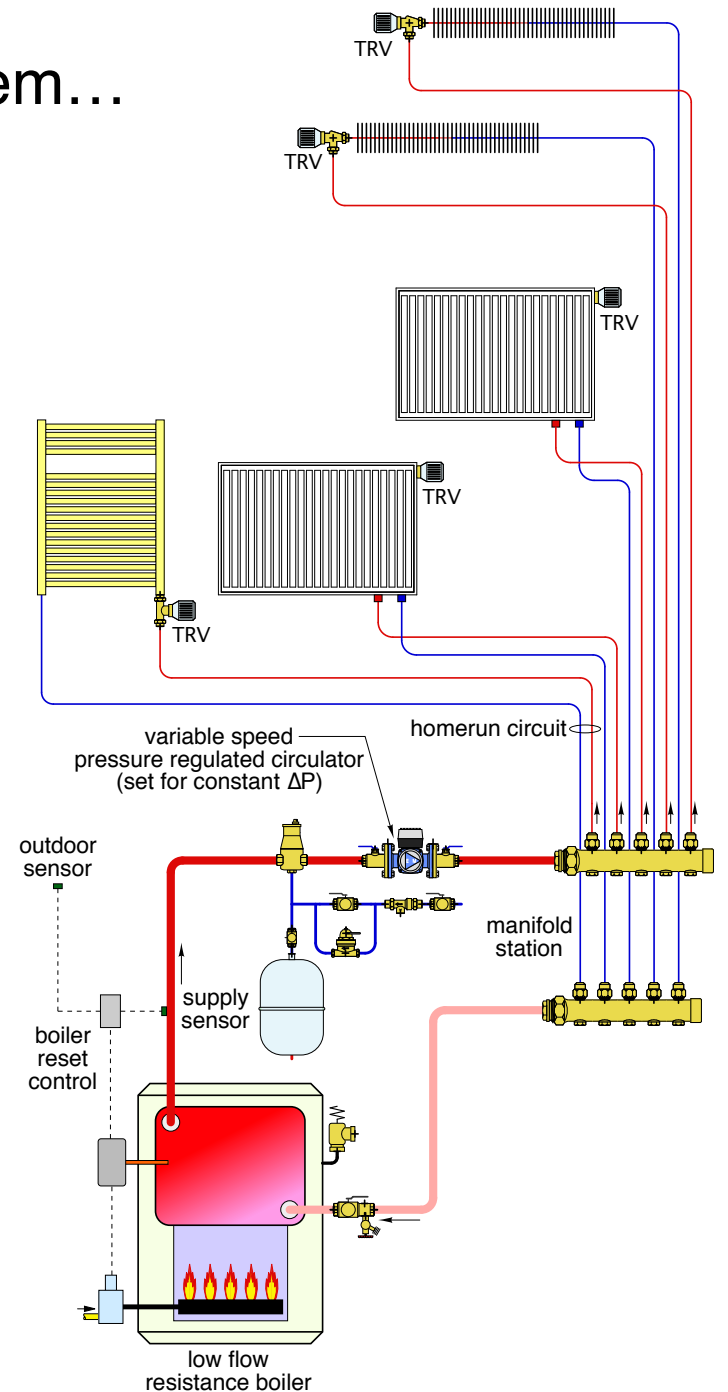 em...
TRV
TRV
TRV
TRV
TRV
homerun circuit
variable speed
pressure regulated circulator
(set for constant ΔP)
outdoor
sensor
manifold
station
supply
sensor
boiler
reset
control
low flow
resistance boiler